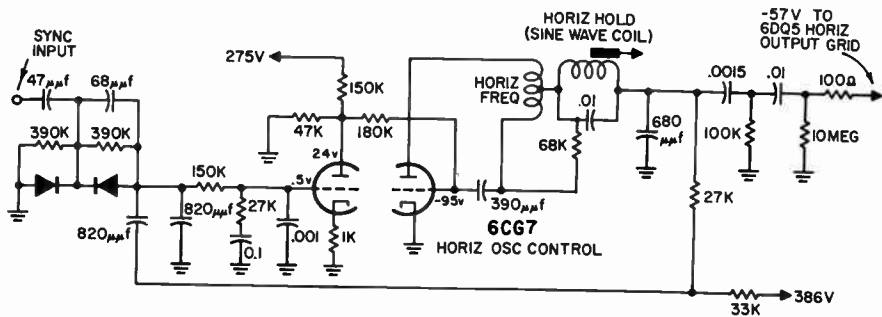 SYNC
INPUT
47μμf
68μμf
390K
390K
820μμf
820μμf
150K
27K
0.1
.001
275V
150K
47K
180K
24v
.5v
1K
-95v
390μμf
6CG7
HORIZ OSC CONTROL
HORIZ
FREQ
HORIZ HOLD
(SINE WAVE COIL)
.01
68K
680
μμf
.0015
.01
100Ω
100K
10MEG
27K
33K
386V
-57V TO
6DQ5 HORIZ
OUTPUT GRID